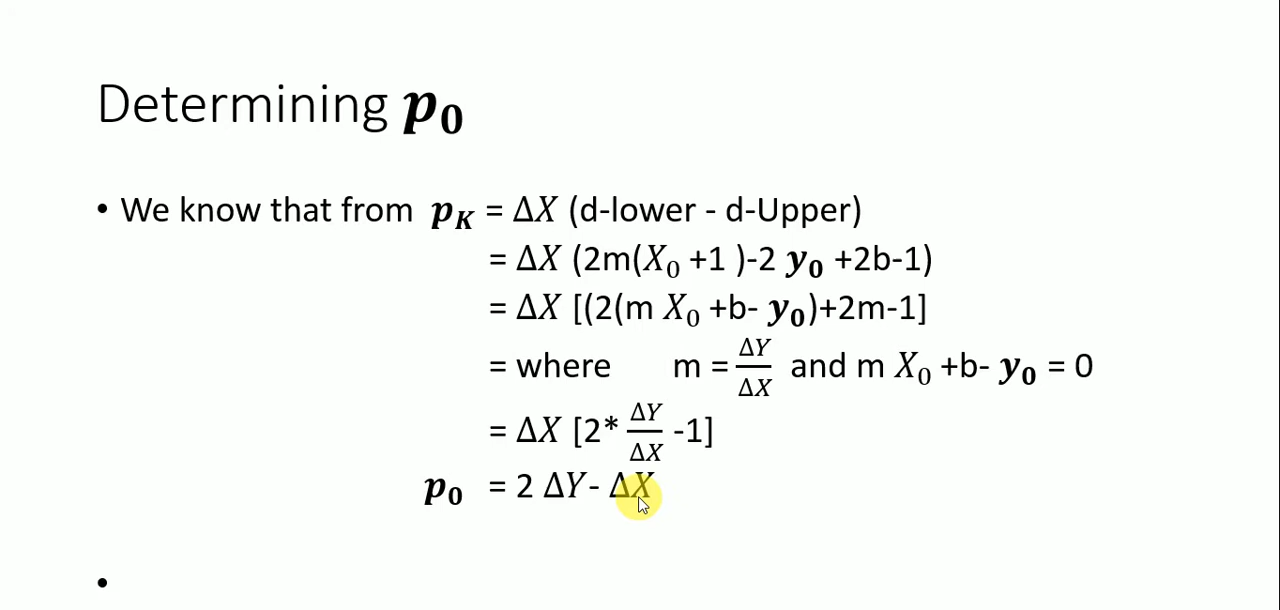 Determining p₀
• We know that from p_K = ΔX (d-lower - d-Upper)
= ΔX (2m(X₀ +1 )-2 y₀ +2b-1)
= ΔX [(2(m X₀ +b- y₀)+2m-1]
= where m = ΔY/ΔX and m X₀ +b- y₀ = 0
= ΔX [2* ΔY/ΔX -1]
p₀ = 2 ΔY- ΔX
•